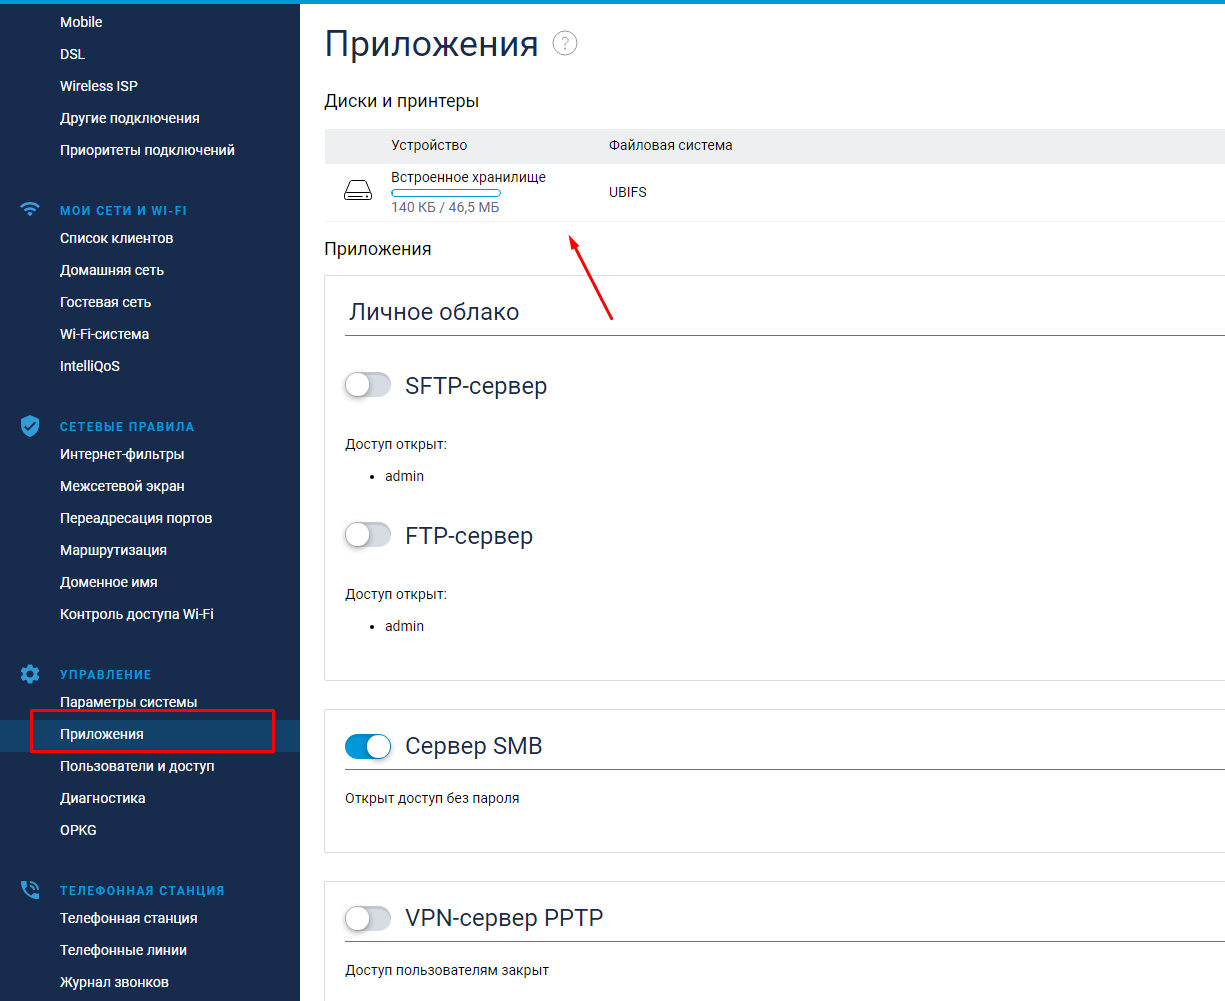 Mobile
DSL
Wireless ISP
Другие подключения
Приоритеты подключений
МОИ СЕТИ И WI-FI
Список клиентов
Домашняя сеть
Гостевая сеть
Wi-Fi-система
IntelliQoS
СЕТЕВЫЕ ПРАВИЛА
Интернет-фильтры
Межсетевой экран
Переадресация портов
Маршрутизация
Доменное имя
Контроль доступа Wi-Fi
УПРАВЛЕНИЕ
Параметры системы
Приложения
Пользователи и доступ
Диагностика
OPKG
ТЕЛЕФОННАЯ СТАНЦИЯ
Телефонная станция
Телефонные линии
Журнал звонков
Приложения ?
Диски и принтеры
Устройство Файловая система
Встроенное хранилище
140 КБ / 46,5 МБ
UBIFS
Приложения
Личное облако
SFTP-сервер
Доступ открыт:
• admin
FTP-сервер
Доступ открыт:
• admin
Сервер SMB
Открыт доступ без пароля
VPN-сервер PPTP
Доступ пользователям закрыт